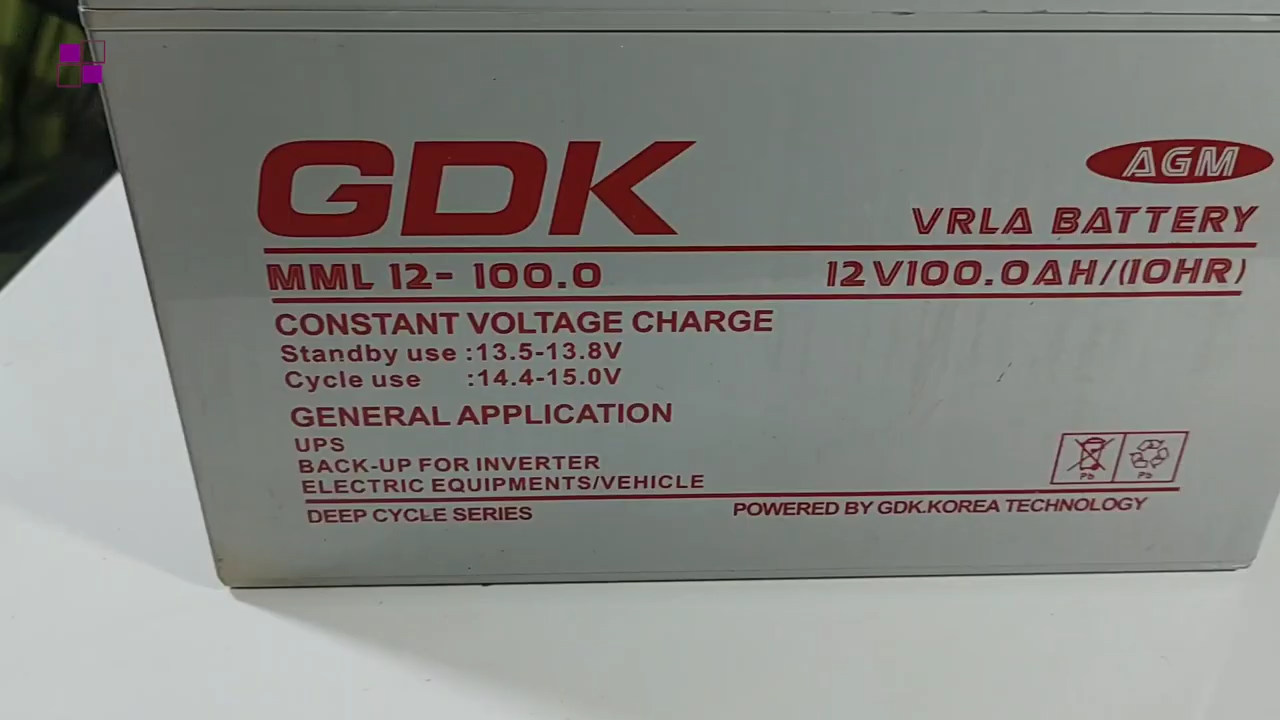 GDK
AGM
VRLA BATTERY
MML 12- 100.0
12V100.0AH/(10HR)
CONSTANT VOLTAGE CHARGE
Standby use :13.5-13.8V
Cycle use :14.4-15.0V
GENERAL APPLICATION
UPS
BACK-UP FOR INVERTER
ELECTRIC EQUIPMENTS/VEHICLE
Pb Pb
DEEP CYCLE SERIES
POWERED BY GDK.KOREA TECHNOLOGY